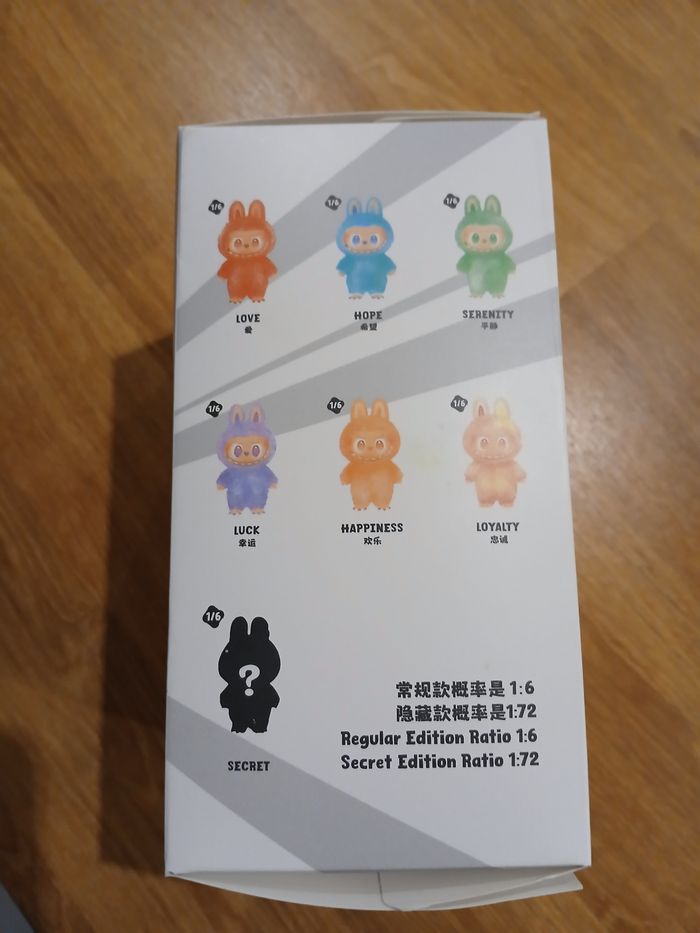 1/6
1/6
1/6
LOVE
HOPE
SERENITY
爱
希望
平静
1/6
1/6
1/6
LUCK
HAPPINESS
LOYALTY
幸运
欢乐
忠诚
1/6
?
SECRET
常规款概率是 1:6
隐藏款概率是1:72
Regular Edition Ratio 1:6
Secret Edition Ratio 1:72